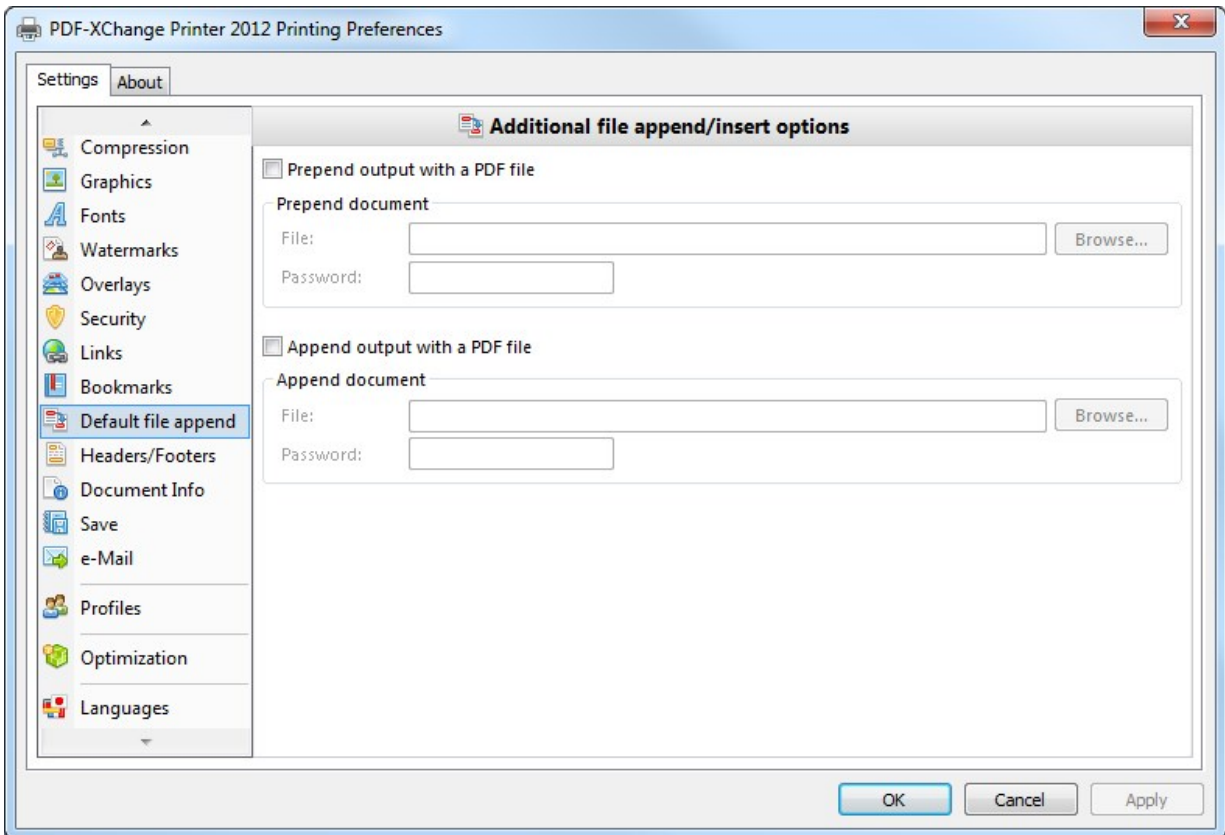 PDF-XChange Printer 2012 Printing Preferences
Settings
About
Compression
Graphics
Fonts
Watermarks
Overlays
Security
Links
Bookmarks
Default file append
Headers/Footers
Document Info
Save
e-Mail
Profiles
Optimization
Languages
Additional file append/insert options
Prepend output with a PDF file
Prepend document
File:
Browse...
Password:
Append output with a PDF file
Append document
File:
Browse...
Password:
OK
Cancel
Apply